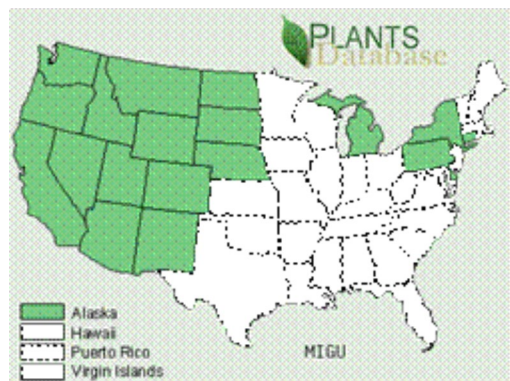 PLANTS
Database
Alaska
Hawaii
Puerto Rico
Virgin Islands
MIGU